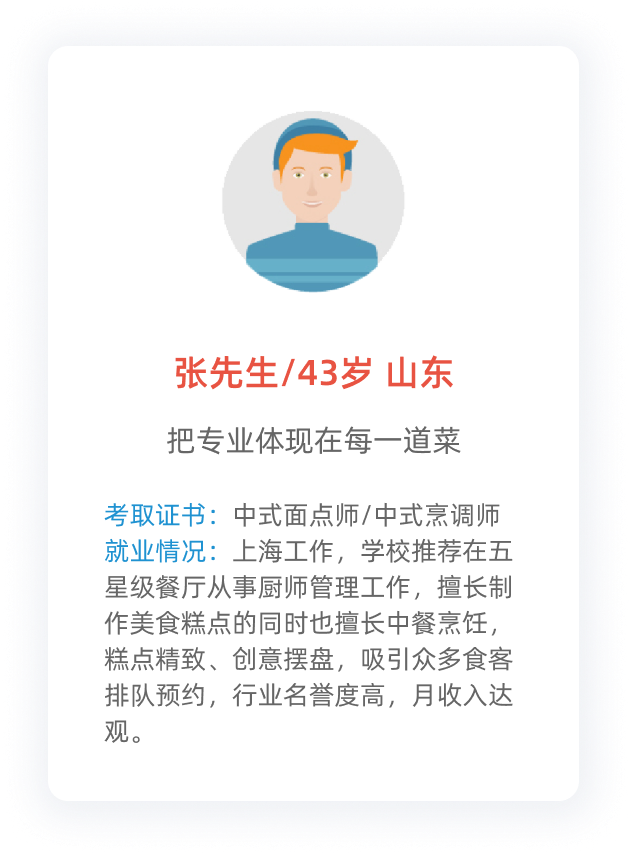 张先生/43岁 山东
把专业体现在每一道菜
考取证书：中式面点师/中式烹调师
就业情况：上海工作，学校推荐在五
星级餐厅从事厨师管理工作，擅长制
作美食糕点的同时也擅长中餐烹饪，
糕点精致、创意摆盘，吸引众多食客
排队预约，行业名誉度高，月收入达
观。